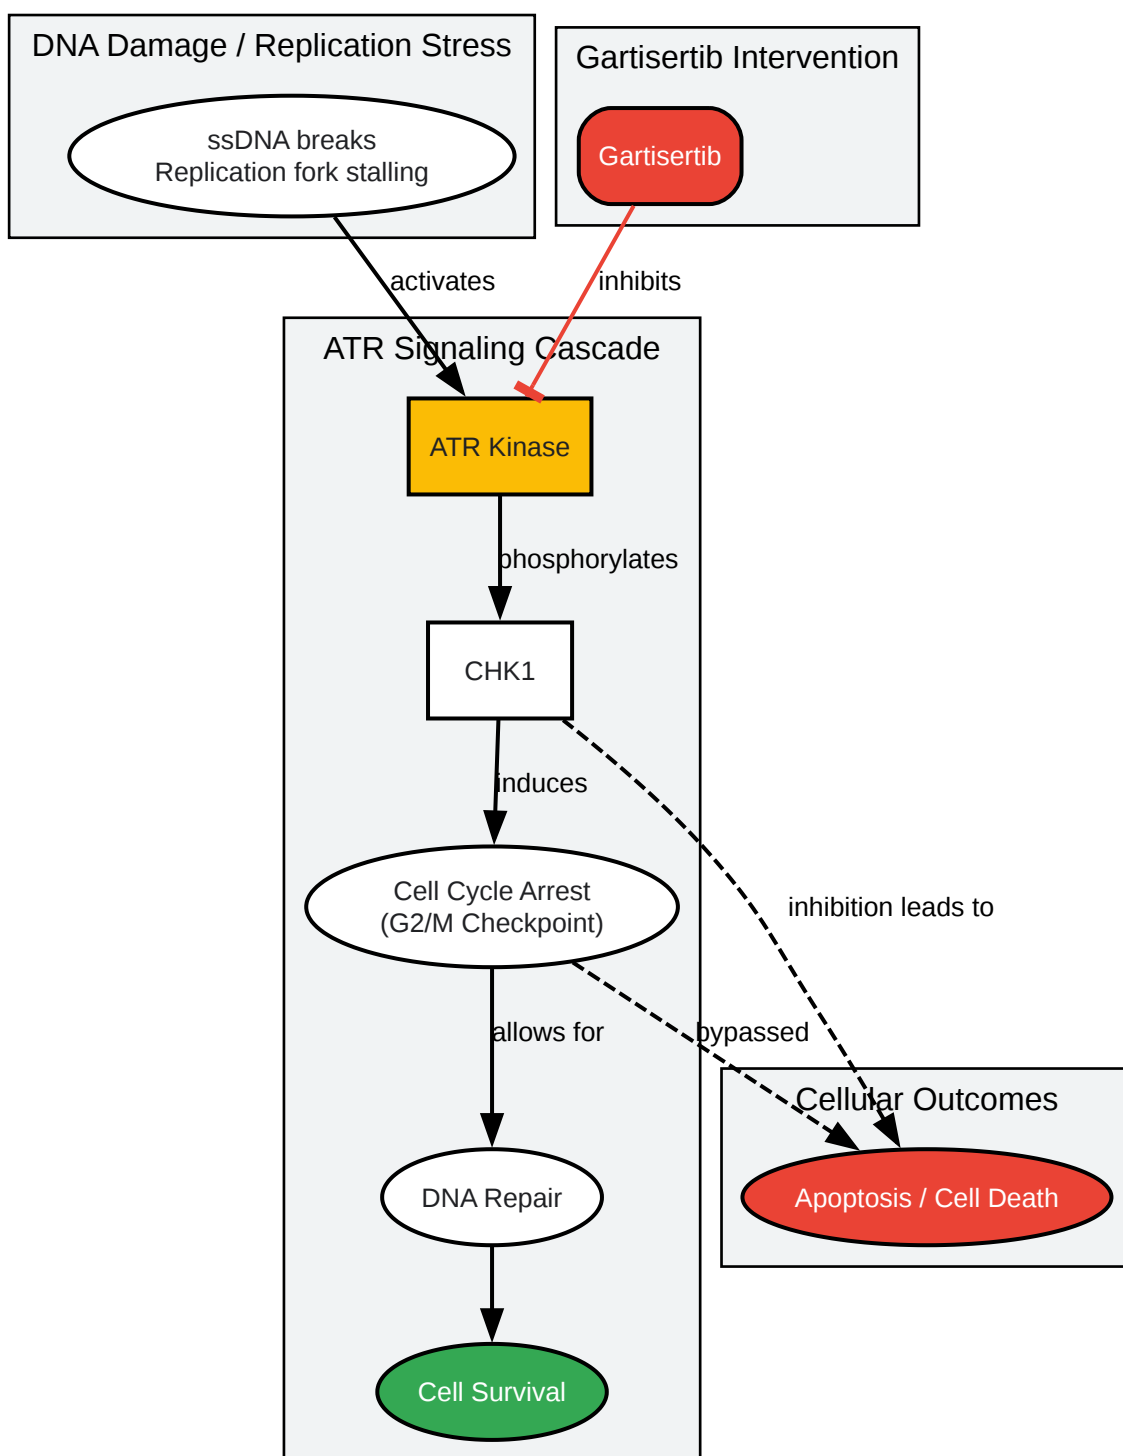 DNA Damage / Replication Stress
Gartisertib Intervention
ssDNA breaks
Replication fork stalling
Gartisertib
activates
inhibits
ATR Signaling Cascade
ATR Kinase
phosphorylates
CHK1
induces
Cell Cycle Arrest
(G2/M Checkpoint)
inhibition leads to
allows for
bypassed
Cellular Outcomes
DNA Repair
Apoptosis / Cell Death
Cell Survival